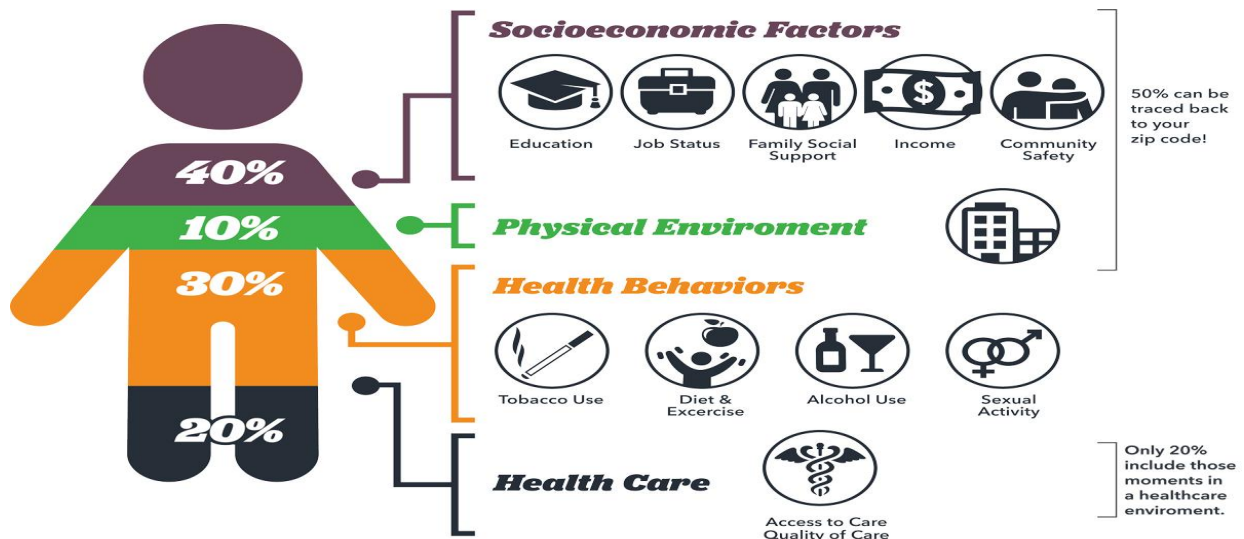 Socioeconomic Factors
Education
Job Status
Family Social
Support
Income
Community
Safety
50% can be
traced back
to your
zip code!
40%
10%
Physical Enviroment
30%
Health Behaviors
Tobacco Use
Diet &
Excercise
Alcohol Use
Sexual
Activity
20%
Health Care
Access to Care
Quality of Care
Only 20%
include those
moments in
a healthcare
enviroment.
$